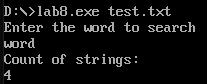 D:\>lab8.exe test.txt
Enter the word to search
word
Count of strings:
4